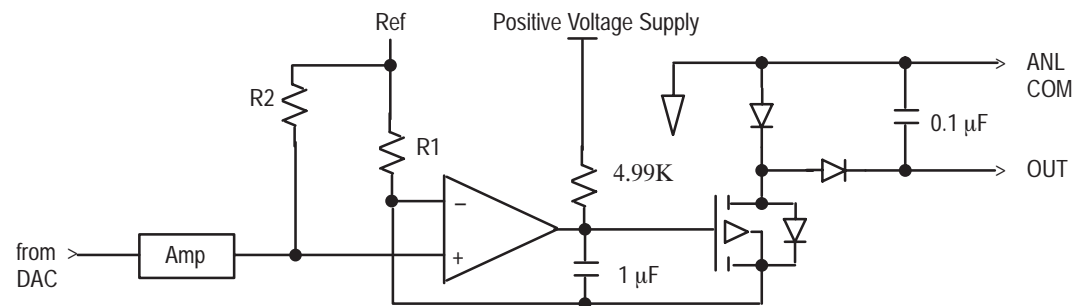 Ref
Positive Voltage Supply
ANL
COM
R2
0.1 μF
R1
4.99K
OUT
−
from
DAC
Amp
+
1 μF